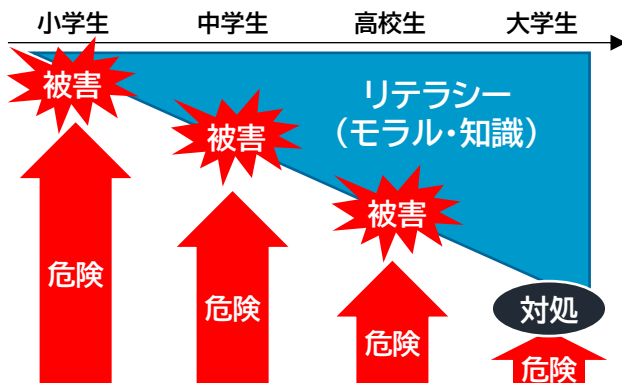 小学生
中学生
高校生
大学生
被害
リテラシー
（モラル・知識）
被害
被害
危険
危険
対処
危険
危険